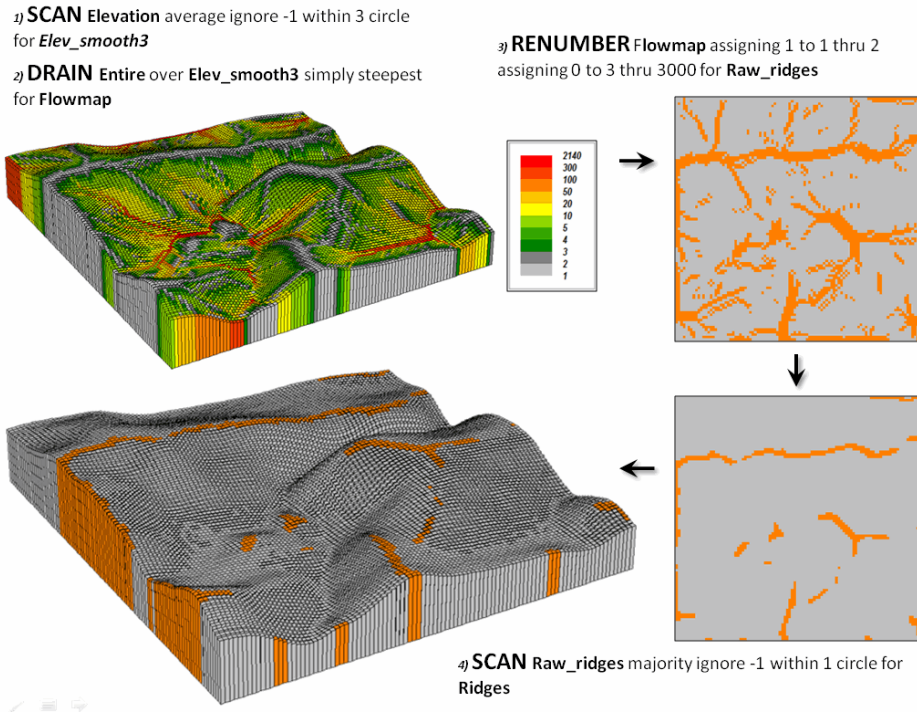 1) SCAN Elevation average ignore -1 within 3 circle
for Elev_smooth3
2) DRAIN Entire over Elev_smooth3 simply steepest
for Flowmap
3) RENUMBER Flowmap assigning 1 to 1 thru 2
assigning 0 to 3 thru 3000 for Raw_ridges
2140
300
100
50
20
10
5
4
3
2
1
4) SCAN Raw_ridges majority ignore -1 within 1 circle for
Ridges